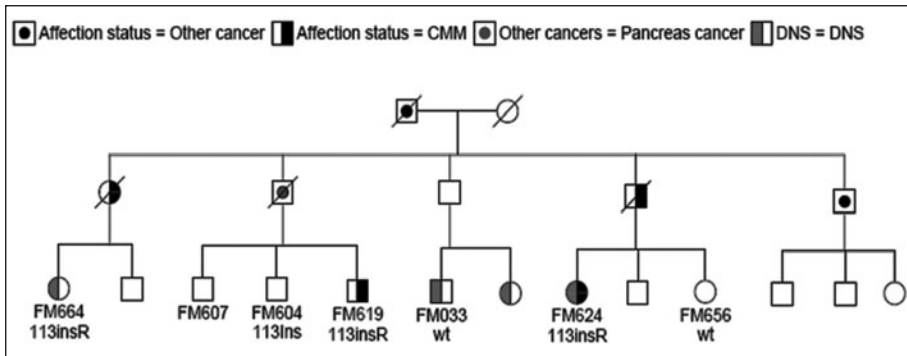 Affection status = Other cancer Affection status = CMM Other cancers = Pancreas cancer DNS = DNS
FM664 FM607 FM604 FM619 FM033 FM624 FM656
113insR 113Ins 113insR wt 113insR wt